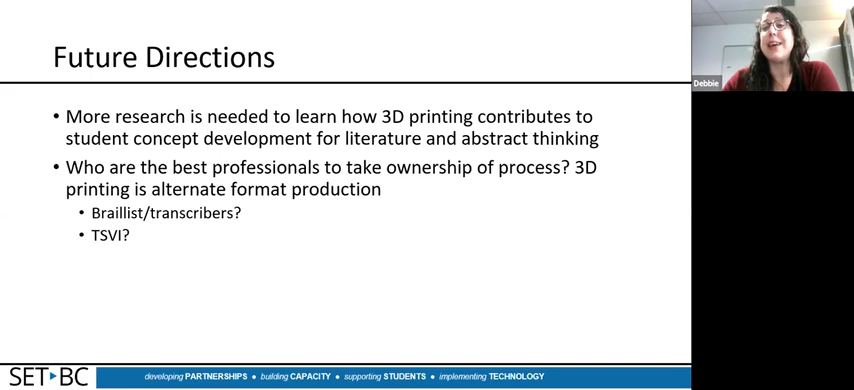 Future Directions
• More research is needed to learn how 3D printing contributes to
student concept development for literature and abstract thinking
• Who are the best professionals to take ownership of process? 3D
printing is alternate format production
• Braillist/transcribers?
• TSVI?
Debbie
SET BC
developing PARTNERSHIPS • building CAPACITY • supporting STUDENTS • implementing TECHNOLOGY